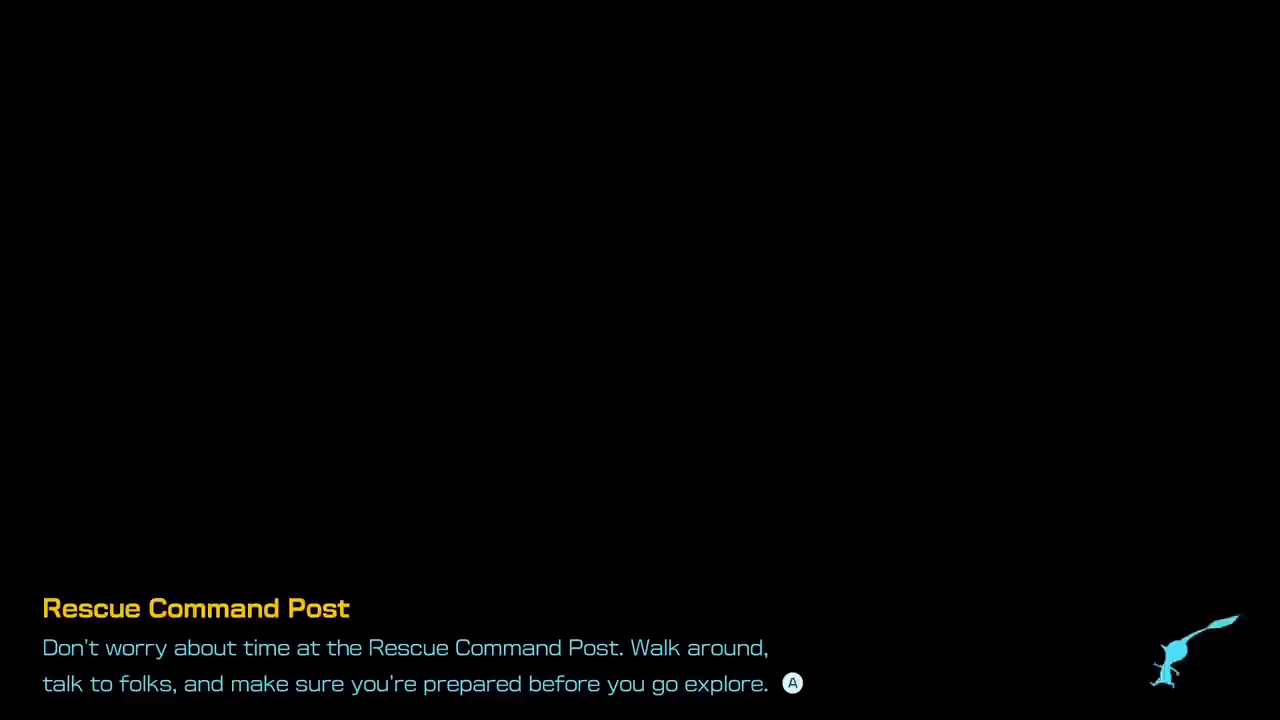 Rescue Command Post
Don't worry about time at the Rescue Command Post. Walk around,
talk to folks, and make sure you're prepared before you go explore. A